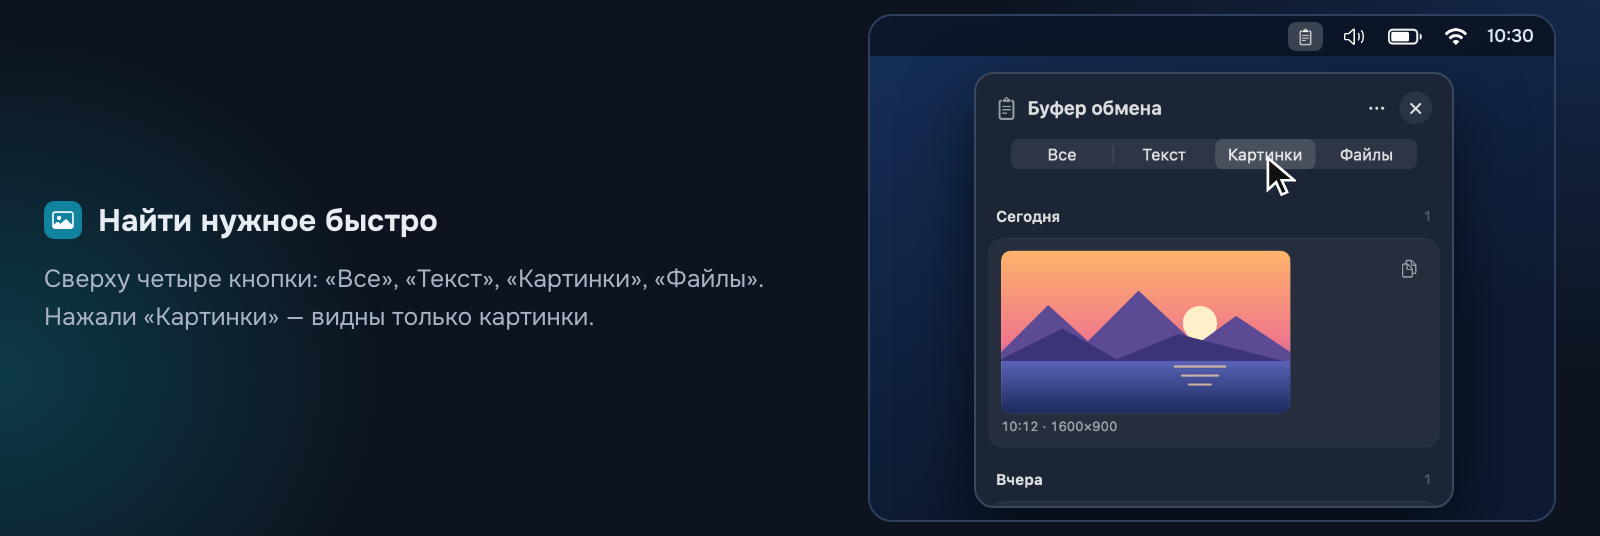 Найти нужное быстро
Сверху четыре кнопки: «Все», «Текст», «Картинки», «Файлы».
Нажали «Картинки» — видны только картинки.
10:30
Буфер обмена
Все Текст Картинки Файлы
Сегодня 1
10:12 · 1600×900
Вчера 1